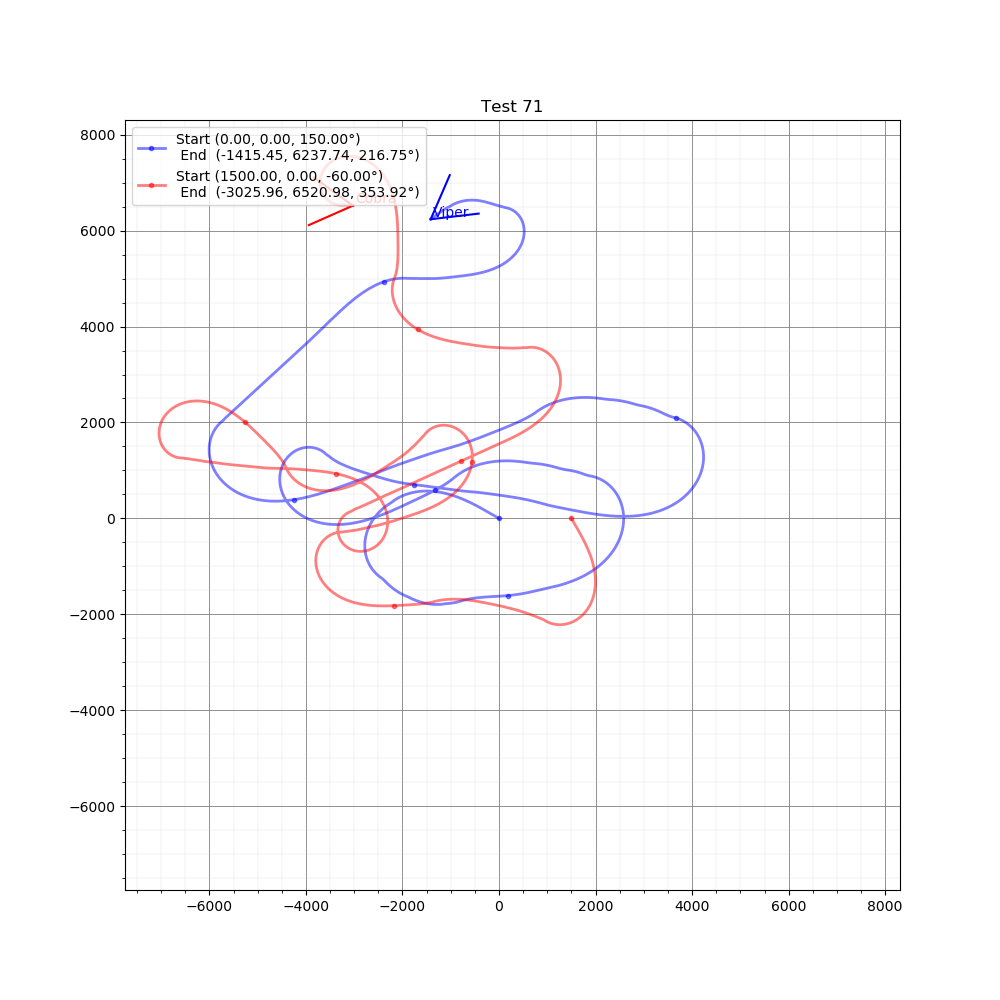 Test 71
Start (0.00, 0.00, 150.00°)
End (-1415.45, 6237.74, 216.75°)
Start (1500.00, 0.00, -60.00°)
End (-3025.96, 6520.98, 353.92°)
Cobra
Viper
8000
6000
4000
2000
0
−2000
−4000
−6000
−6000 −4000 −2000 0 2000 4000 6000 8000